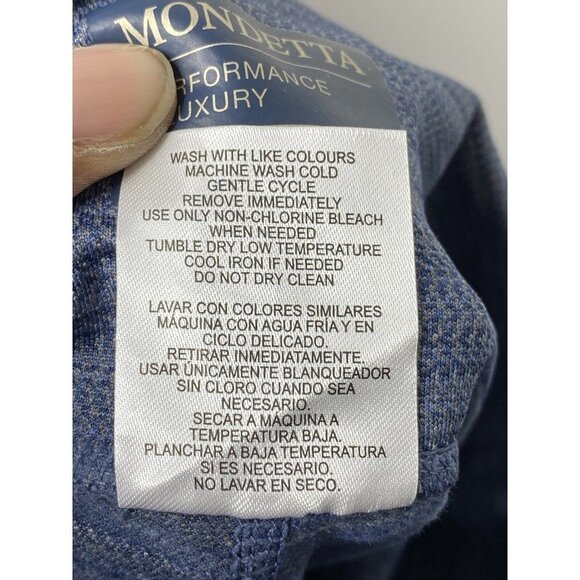 MONDETTA
RFORMANCE
UXURY
WASH WITH LIKE COLOURS
MACHINE WASH COLD
GENTLE CYCLE
REMOVE IMMEDIATELY
USE ONLY NON-CHLORINE BLEACH
WHEN NEEDED
TUMBLE DRY LOW TEMPERATURE
COOL IRON IF NEEDED
DO NOT DRY CLEAN
LAVAR CON COLORES SIMILARES
MÁQUINA CON AGUA FRÍA Y EN
CICLO DELICADO.
RETIRAR INMEDIATAMENTE.
USAR ÚNICAMENTE BLANQUEADOR
SIN CLORO CUANDO SEA
NECESARIO.
SECAR A MÁQUINA A
TEMPERATURA BAJA.
PLANCHAR A BAJA TEMPERATURA
SI ES NECESARIO.
NO LAVAR EN SECO.